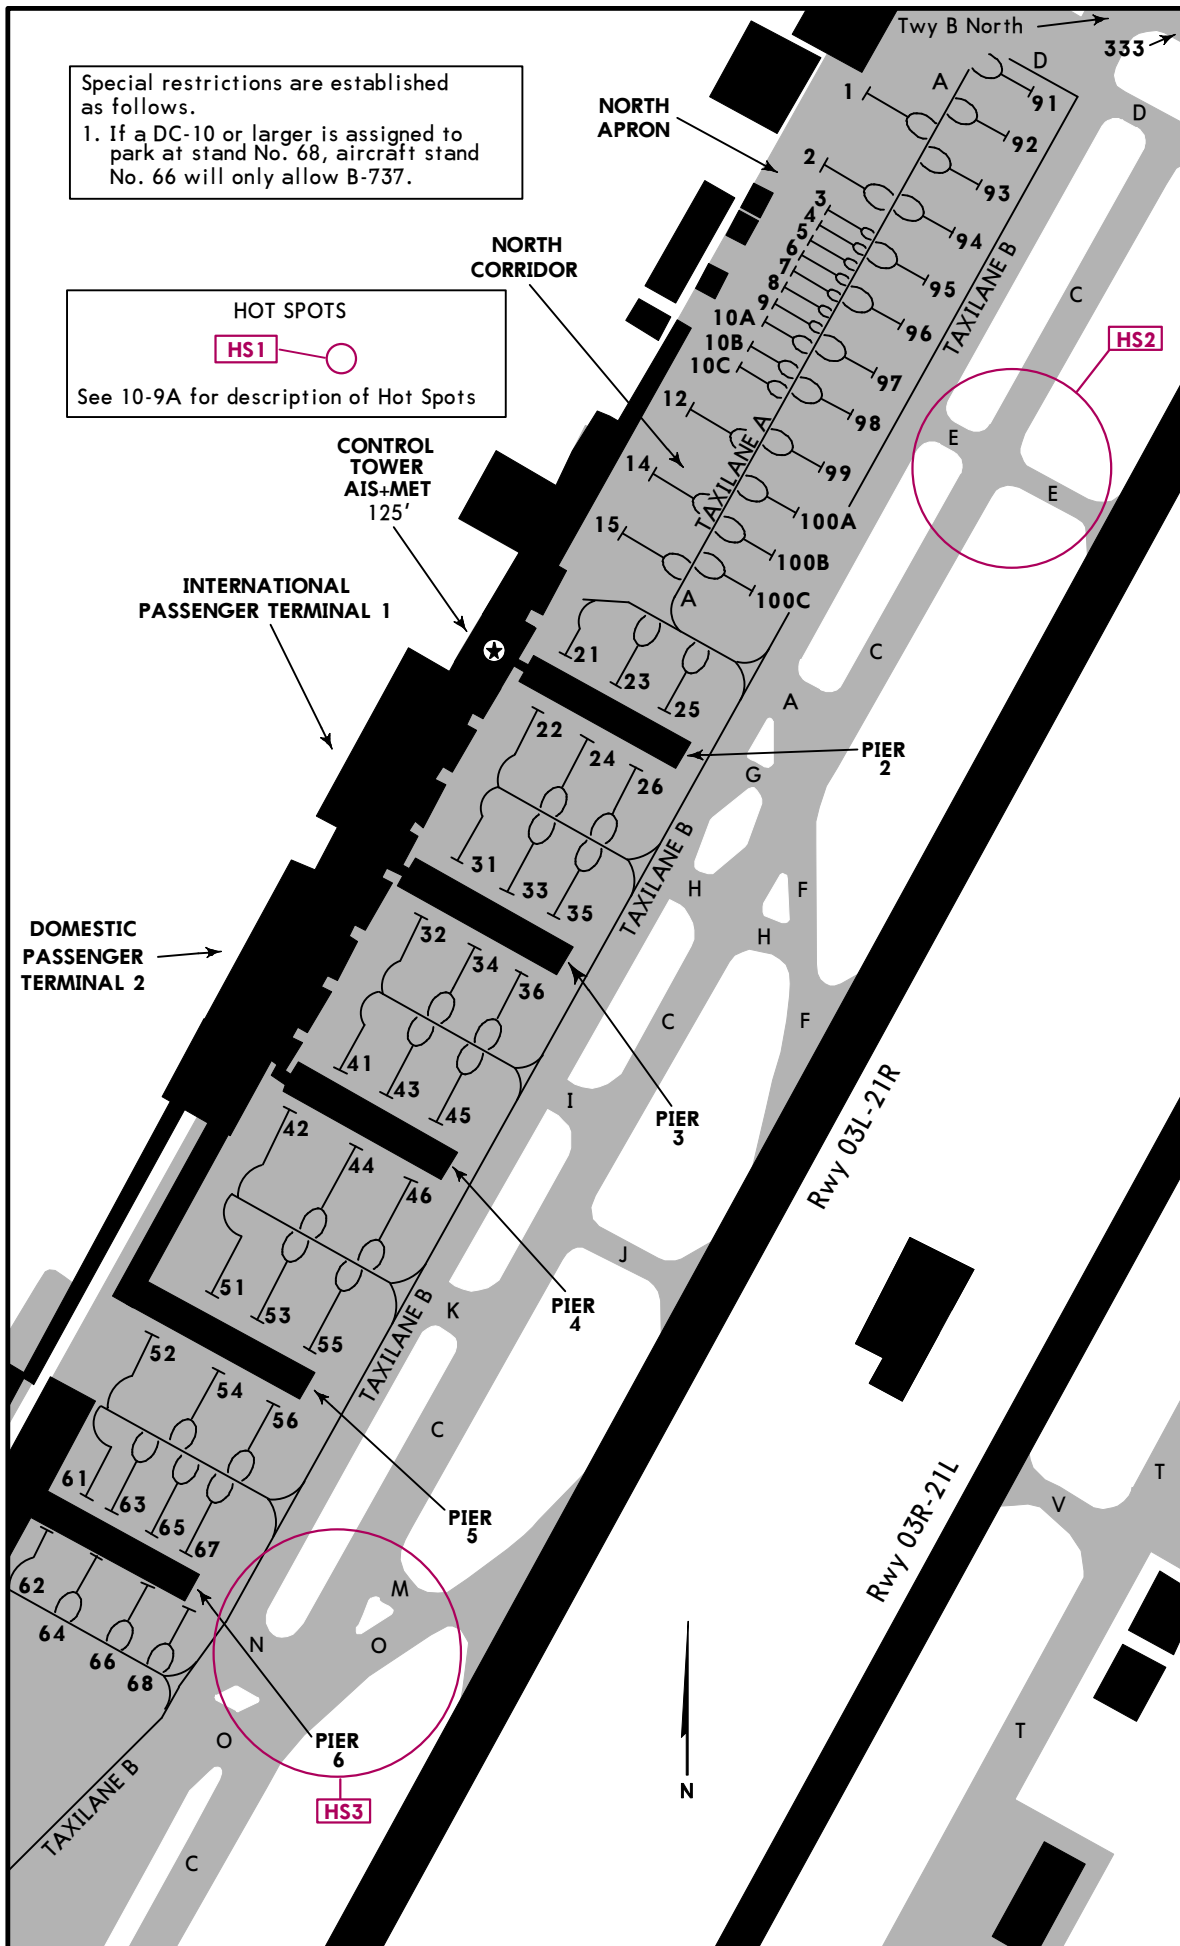 Twy B North
333
Special restrictions are established
as follows.
1. If a DC-10 or larger is assigned to
park at stand No. 68, aircraft stand
No. 66 will only allow B-737.
NORTH
APRON
1
A
D
91
D
92
2
93
3
4
94
5
6
7
95
8
9
96
10A
10B
97
10C
98
12
99
14
100A
15
100B
100C
TAXILANE A
TAXILANE B
C
NORTH
CORRIDOR
HOT SPOTS
HS1
See 10-9A for description of Hot Spots
HS2
E
E
CONTROL
TOWER
AIS+MET
125'
INTERNATIONAL
PASSENGER TERMINAL 1
A
21
23
25
C
A
22
24
26
PIER
2
G
31
33
35
TAXILANE B
H
F
H
F
DOMESTIC
PASSENGER
TERMINAL 2
32
34
36
C
41
43
45
I
PIER
3
Rwy 03L-21R
42
44
46
51
53
55
J
K
PIER
4
TAXILANE B
52
54
56
C
61
63
65
67
PIER
5
Rwy 03R-21L
T
V
62
64
66
68
M
N
O
O
PIER
6
HS3
TAXILANE B
C
N
T